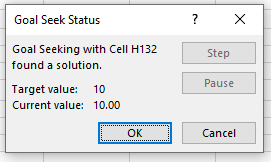 Goal Seek Status
?
Goal Seeking with Cell H132
found a solution.
Step
Pause
Target value: 10
Current value: 10.00
OK
Cancel